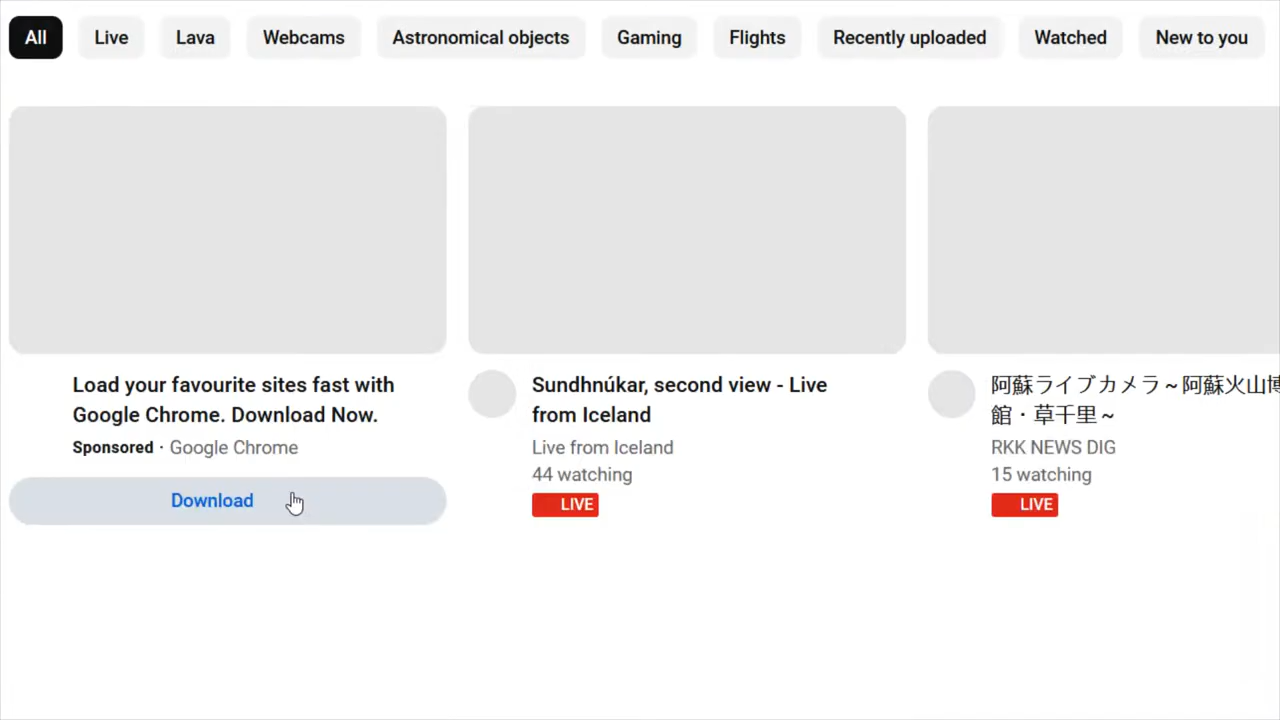 All Live Lava Webcams Astronomical objects Gaming Flights Recently uploaded Watched New to you
Load your favourite sites fast with
Google Chrome. Download Now.
Sponsored · Google Chrome
Download
Sundhnúkar, second view - Live
from Iceland
Live from Iceland
44 watching
LIVE
阿蘇ライブカメラ~阿蘇火山博
館・草千里~
RKK NEWS DIG
15 watching
LIVE